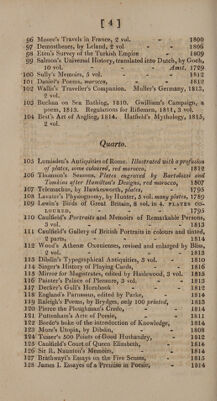 [ 4 ]
96 Moore's Travels in France, 2 vol. - - 1800
97 Demosthenes, by Leland, 2 vol - - 1806
98 Eton's Survey of the Turkish Empire - 1809
99 Salmon's Universal History, translated into Dutch, by Goch,
10 vol. - - Amst. 1729
100 Sully's Memoirs, 5 vol. - - 1812
101 Daniel's Poems, morocco, - - 1812
102 Wallis's Traveller's Companion. Muller's Germany, 1813,
2 vol.
103 Buchan on Sea Bathing, 1810. Gwilliam's Campaign, a
poem, 1813. Regulations for Riflemen, 1811, 3 vol.
104 Best's Art of Angling, 1814. Hatfield's Mythology, 1815,
2 vol.
Quarto.
105 Lumisden's Antiquities of Rome. Illustrated with a profusion
of plates, some coloured, red morocco, - 1812
106 Thomson's Seasons. Plates engraved by Bartolozzi and
Tomkins after Hamilton's Designs, red morocco, 1807
107 Telemachus, by Hawkesworth, plates, - 1795
108 Lavater's Physiognomy, by Hunter, 5 vol. many plates, 1789
109 Lewin's Birds of Great Britain, 8 vol. in 4. PLATES CO-
LOURED, - - - 1795
110 Caulfield's Portraits and Memoirs of Remarkable Persons,
3 vol. - - - 1813
111 Caulfield's Gallery of British Portraits in colours and tinted,
2 parts, - - - 1814
112 Wood's Athenæ Oxonienses, revised and enlarged by Bliss,
2 vol. - - - 1813
113 Dibdin's Typographical Antiquities, 3 vol. - 1810
114 Singer's History of Playing Cards, - - 1816
115 Mirror for Magistrates, edited by Haslewood, 3 vol. 1815
116 Painter's Palace of Pleasure, 3 vol. - - 1813
117 Decker's Gull's Hornbook - - 1812
118 England's Parnassus, edited by Parke, - 1814
119 Raleigh's Poems, by Brydges, only 100 printed, 1813
120 Pierce the Ploughman's Crede, - - 1814
121 Puttenham's Arte of Poesie, - - 1811
122 Borde's boke of the introduction of Knowledge, 1814
123 More's Utopia, by Dibdin, - - 1808
124 Tusser's 500 Points of Good Husbandry, - 1812
125 Caulfield's Court of Queen Elizabeth, - 1814
126 Sir R. Naunton's Memoirs, - - 1814
127 Brathwayt's Essays on the Five Senses, - 1815
128 James I. Essayes of a Prentise in Poesie, - 1814